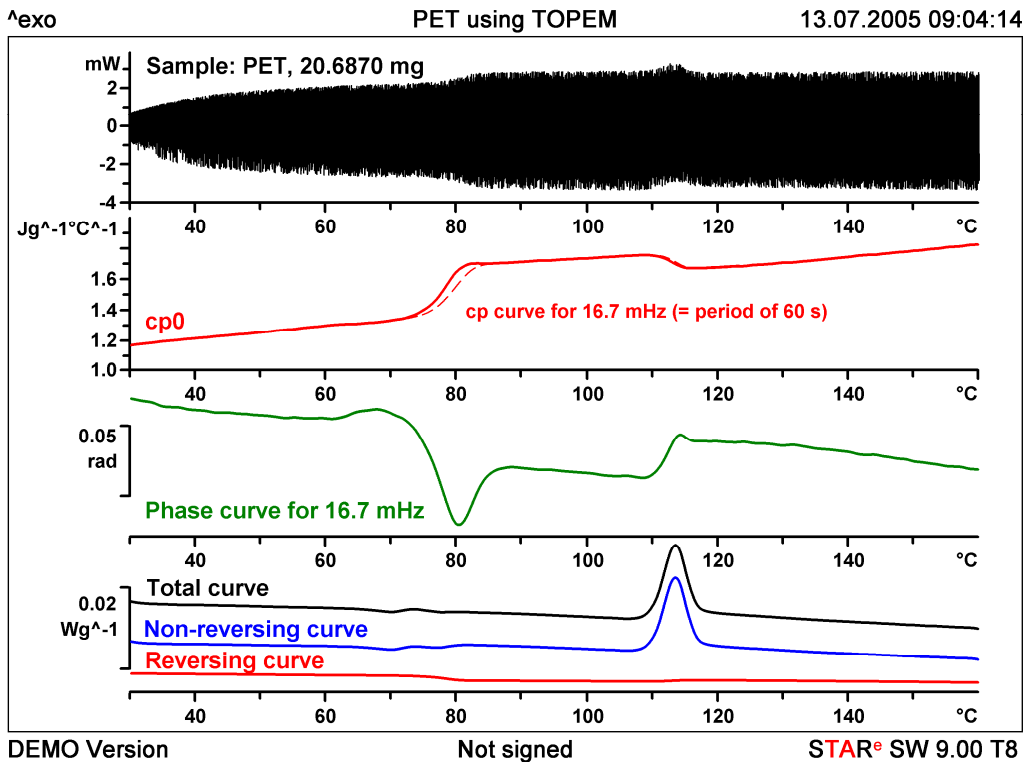 ^exo PET using TOPEM 13.07.2005 09:04:14
mW
Sample: PET, 20.6870 mg
2
0
-2
-4
40 60 80 100 120 140 °C
Jg^-1°C^-1
1.6
1.4
1.2
1.0
cp0
cp curve for 16.7 mHz (= period of 60 s)
40 60 80 100 120 140 °C
0.05
rad
Phase curve for 16.7 mHz
40 60 80 100 120 140 °C
Total curve
0.02
Wg^-1
Non-reversing curve
Reversing curve
40 60 80 100 120 140 °C
DEMO Version Not signed STARe SW 9.00 T8